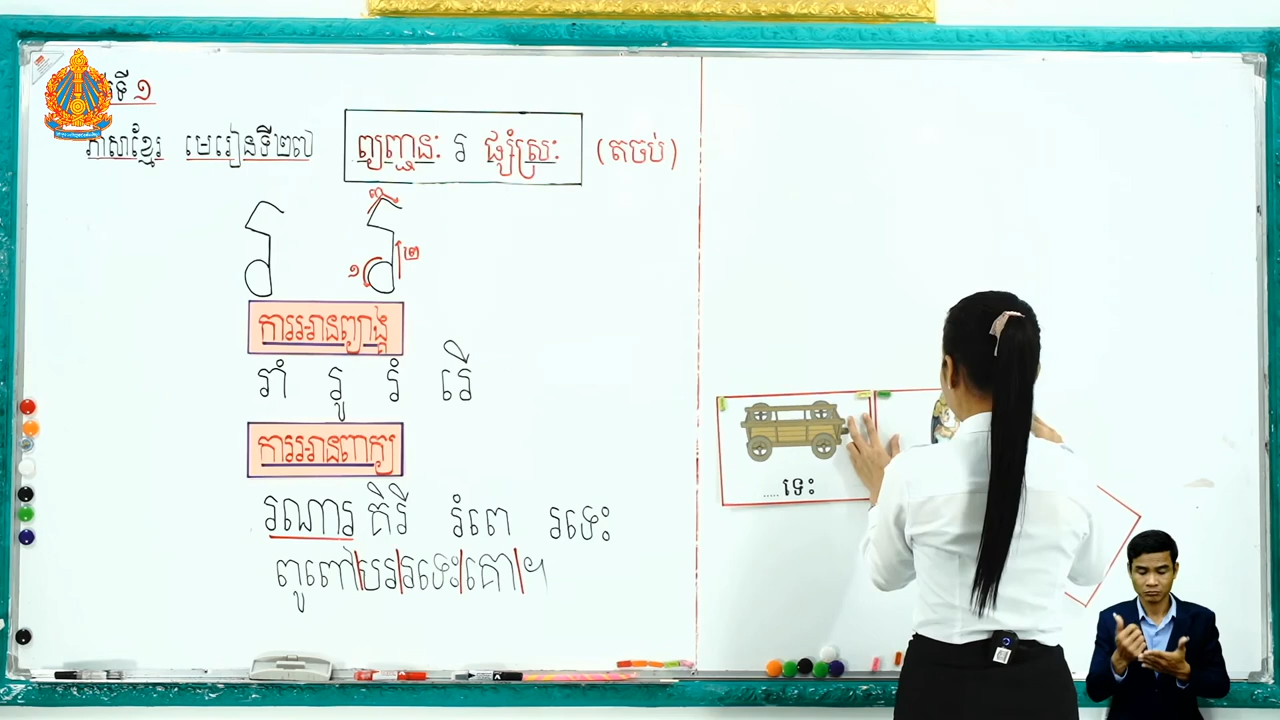 ទី ១
ភាសាខ្មែរ មេរៀនទី២៧ ព្យញ្ជនៈ រ ផ្សំស្រៈ (តចប់)
រ រ ១ ២ ៣
ការអានព្យាង្គ
រាំ រូ រំ រើ
ការអានពាក្យ
រណារ គិរី រំពេ រទេះ
ពូពៅ|បរ|រទេះ|គោ|។
.....ទេះ